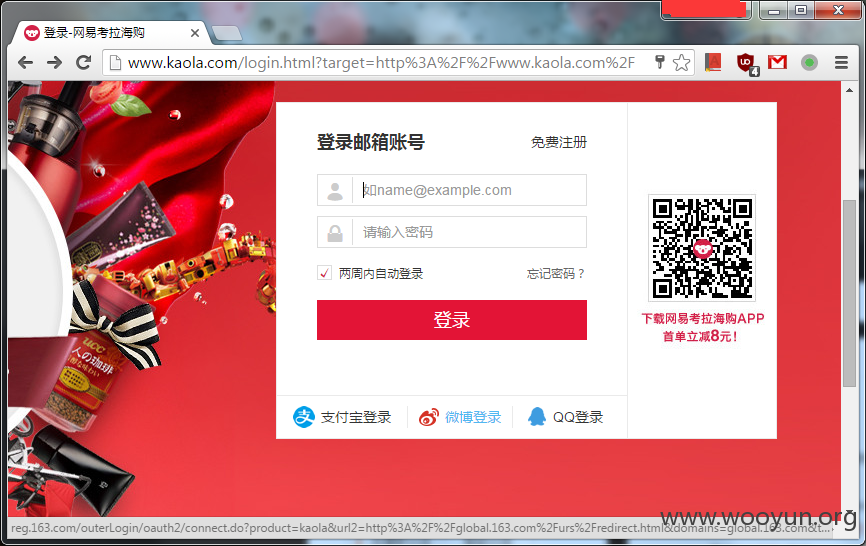 登录-网易考拉海购
www.kaola.com/login.html?target=http%3A%2F%2Fwww.kaola.com%2F
4
登录邮箱账号
免费注册
如name@example.com
请输入密码
两周内自动登录
忘记密码？
登录
下载网易考拉海购APP
首单立减8元！
支付宝登录
微博登录
QQ登录
ucc
人の珈琲
reg.163.com/outerLogin/oauth2/connect.do?product=kaola&url2=http%3A%2F%2Fglobal.163.com%2Furs%2Fredirect.html&domains=global.163.com&t...
www.wooyun.org